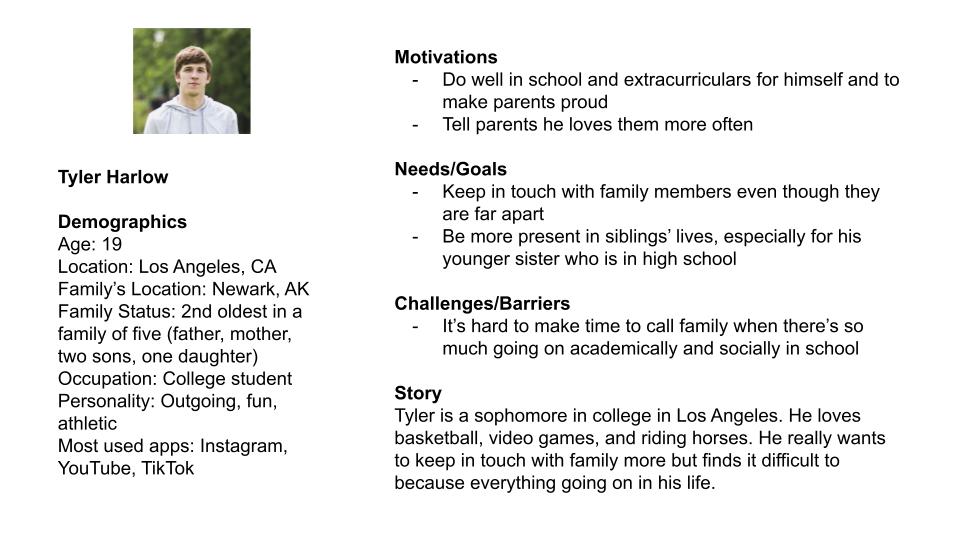 Tyler Harlow
Demographics
Age: 19
Location: Los Angeles, CA
Family's Location: Newark, AK
Family Status: 2nd oldest in a
family of five (father, mother,
two sons, one daughter)
Occupation: College student
Personality: Outgoing, fun,
athletic
Most used apps: Instagram,
YouTube, TikTok
Motivations
- Do well in school and extracurriculars for himself and to
make parents proud
- Tell parents he loves them more often
Needs/Goals
- Keep in touch with family members even though they
are far apart
- Be more present in siblings' lives, especially for his
younger sister who is in high school
Challenges/Barriers
- It's hard to make time to call family when there's so
much going on academically and socially in school
Story
Tyler is a sophomore in college in Los Angeles. He loves
basketball, video games, and riding horses. He really wants
to keep in touch with family more but finds it difficult to
because everything going on in his life.